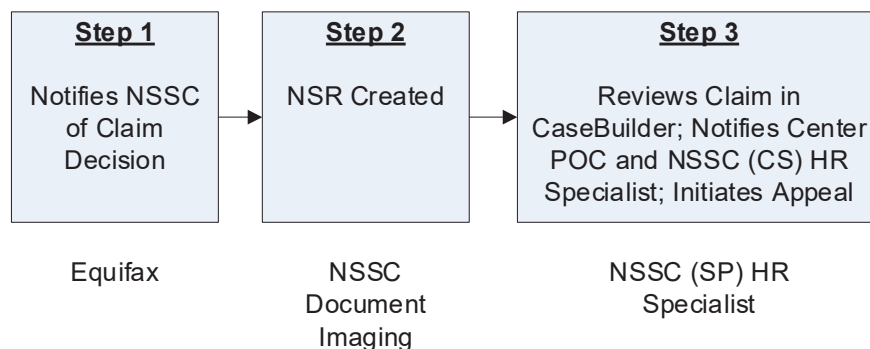 Step 1
Notifies NSSC
of Claim
Decision
Step 2
NSR Created
Step 3
Reviews Claim in
CaseBuilder; Notifies Center
POC and NSSC (CS) HR
Specialist; Initiates Appeal
Equifax
NSSC
Document
Imaging
NSSC (SP) HR
Specialist